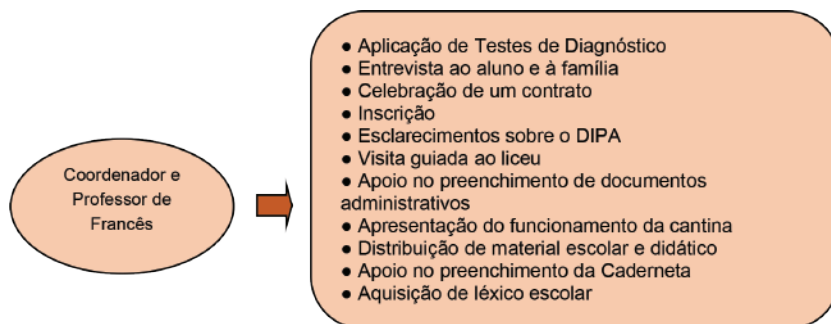 Coordenador e
Professor de
Francês
● Aplicação de Testes de Diagnóstico
● Entrevista ao aluno e à família
● Celebração de um contrato
● Inscrição
● Esclarecimentos sobre o DIPA
● Visita guiada ao liceu
● Apoio no preenchimento de documentos
administrativos
● Apresentação do funcionamento da cantina
● Distribuição de material escolar e didático
● Apoio no preenchimento da Caderneta
● Aquisição de léxico escolar